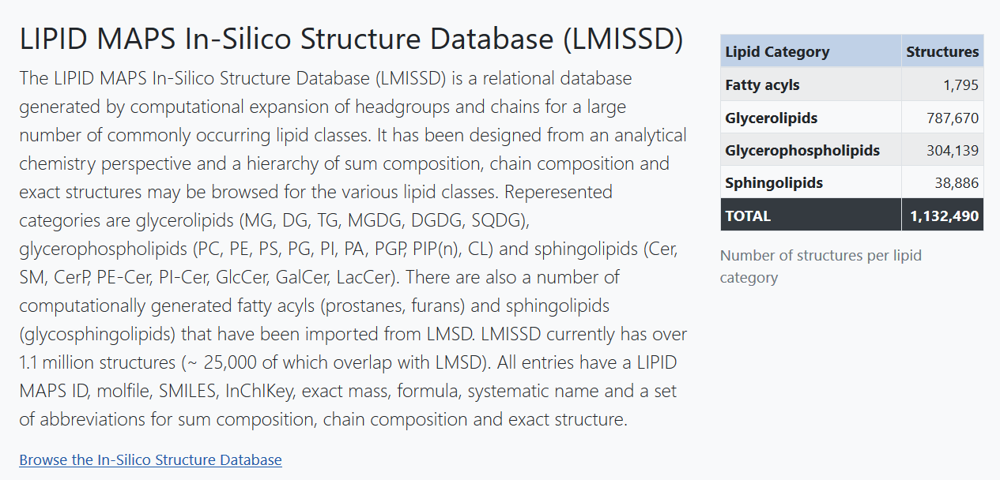 LIPID MAPS In-Silico Structure Database (LMISSD)
The LIPID MAPS In-Silico Structure Database (LMISSD) is a relational database
generated by computational expansion of headgroups and chains for a large
number of commonly occurring lipid classes. It has been designed from an analytical
chemistry perspective and a hierarchy of sum composition, chain composition and
exact structures may be browsed for the various lipid classes. Reperesented
categories are glycerolipids (MG, DG, TG, MGDG, DGDG, SQDG),
glycerophospholipids (PC, PE, PS, PG, PI, PA, PGP, PIP(n), CL) and sphingolipids (Cer,
SM, CerP, PE-Cer, PI-Cer, GlcCer, GalCer, LacCer). There are also a number of
computationally generated fatty acyls (prostanes, furans) and sphingolipids
(glycosphingolipids) that have been imported from LMSD. LMISSD currently has over
1.1 million structures (~ 25,000 of which overlap with LMSD). All entries have a LIPID
MAPS ID, molfile, SMILES, InChIKey, exact mass, formula, systematic name and a set
of abbreviations for sum composition, chain composition and exact structure.
Browse the In-Silico Structure Database
Lipid Category Structures
Fatty acyls 1,795
Glycerolipids 787,670
Glycerophospholipids 304,139
Sphingolipids 38,886
TOTAL 1,132,490
Number of structures per lipid
category